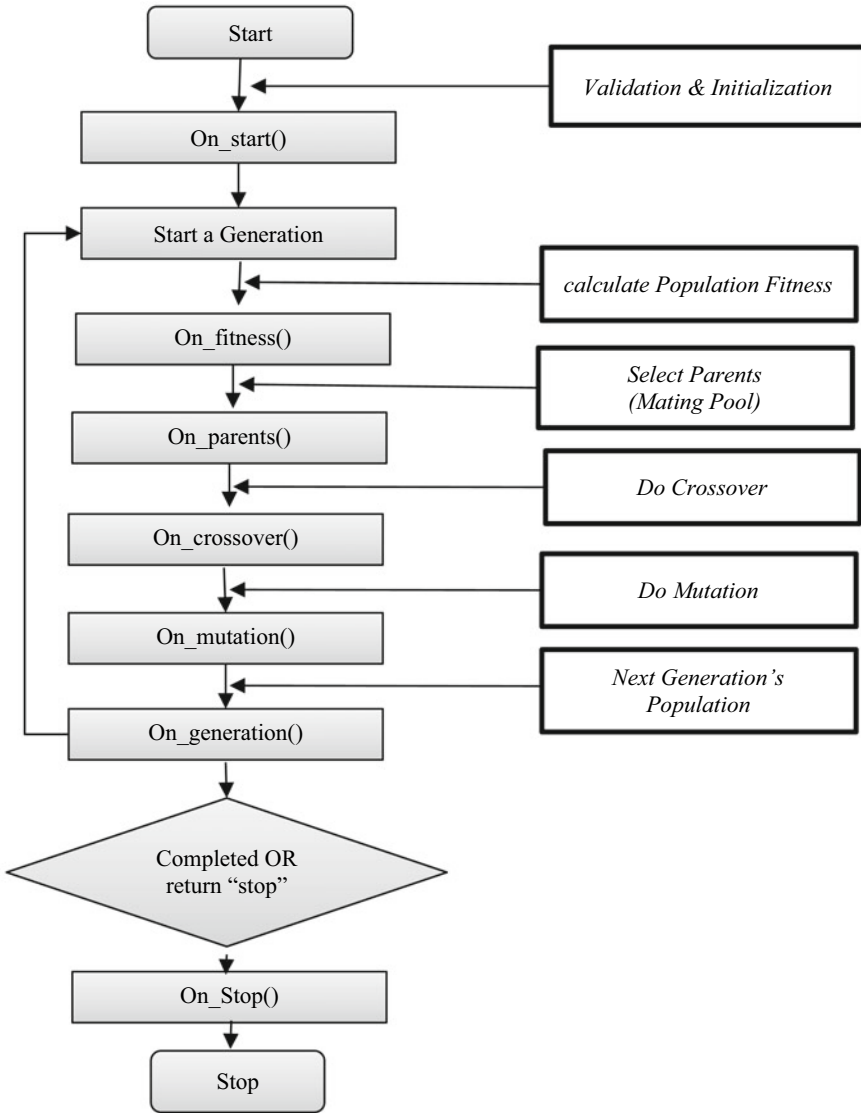 Start
Validation & Initialization
On_start()
Start a Generation
calculate Population Fitness
On_fitness()
Select Parents
(Mating Pool)
On_parents()
Do Crossover
On_crossover()
Do Mutation
On_mutation()
Next Generation’s
Population
On_generation()
Completed OR
return “stop”
On_Stop()
Stop